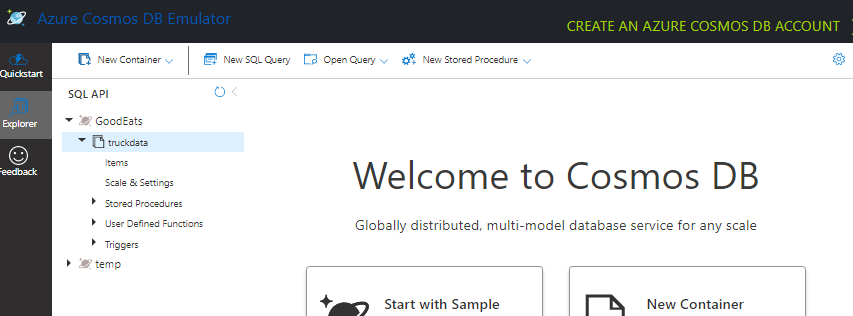 Azure Cosmos DB Emulator
CREATE AN AZURE COSMOS DB ACCOUNT
New Container
New SQL Query
Open Query
New Stored Procedure
Quickstart
Explorer
Feedback
SQL API
GoodEats
truckdata
Items
Scale & Settings
Stored Procedures
User Defined Functions
Triggers
temp
Welcome to Cosmos DB
Globally distributed, multi-model database service for any scale
Start with Sample
New Container